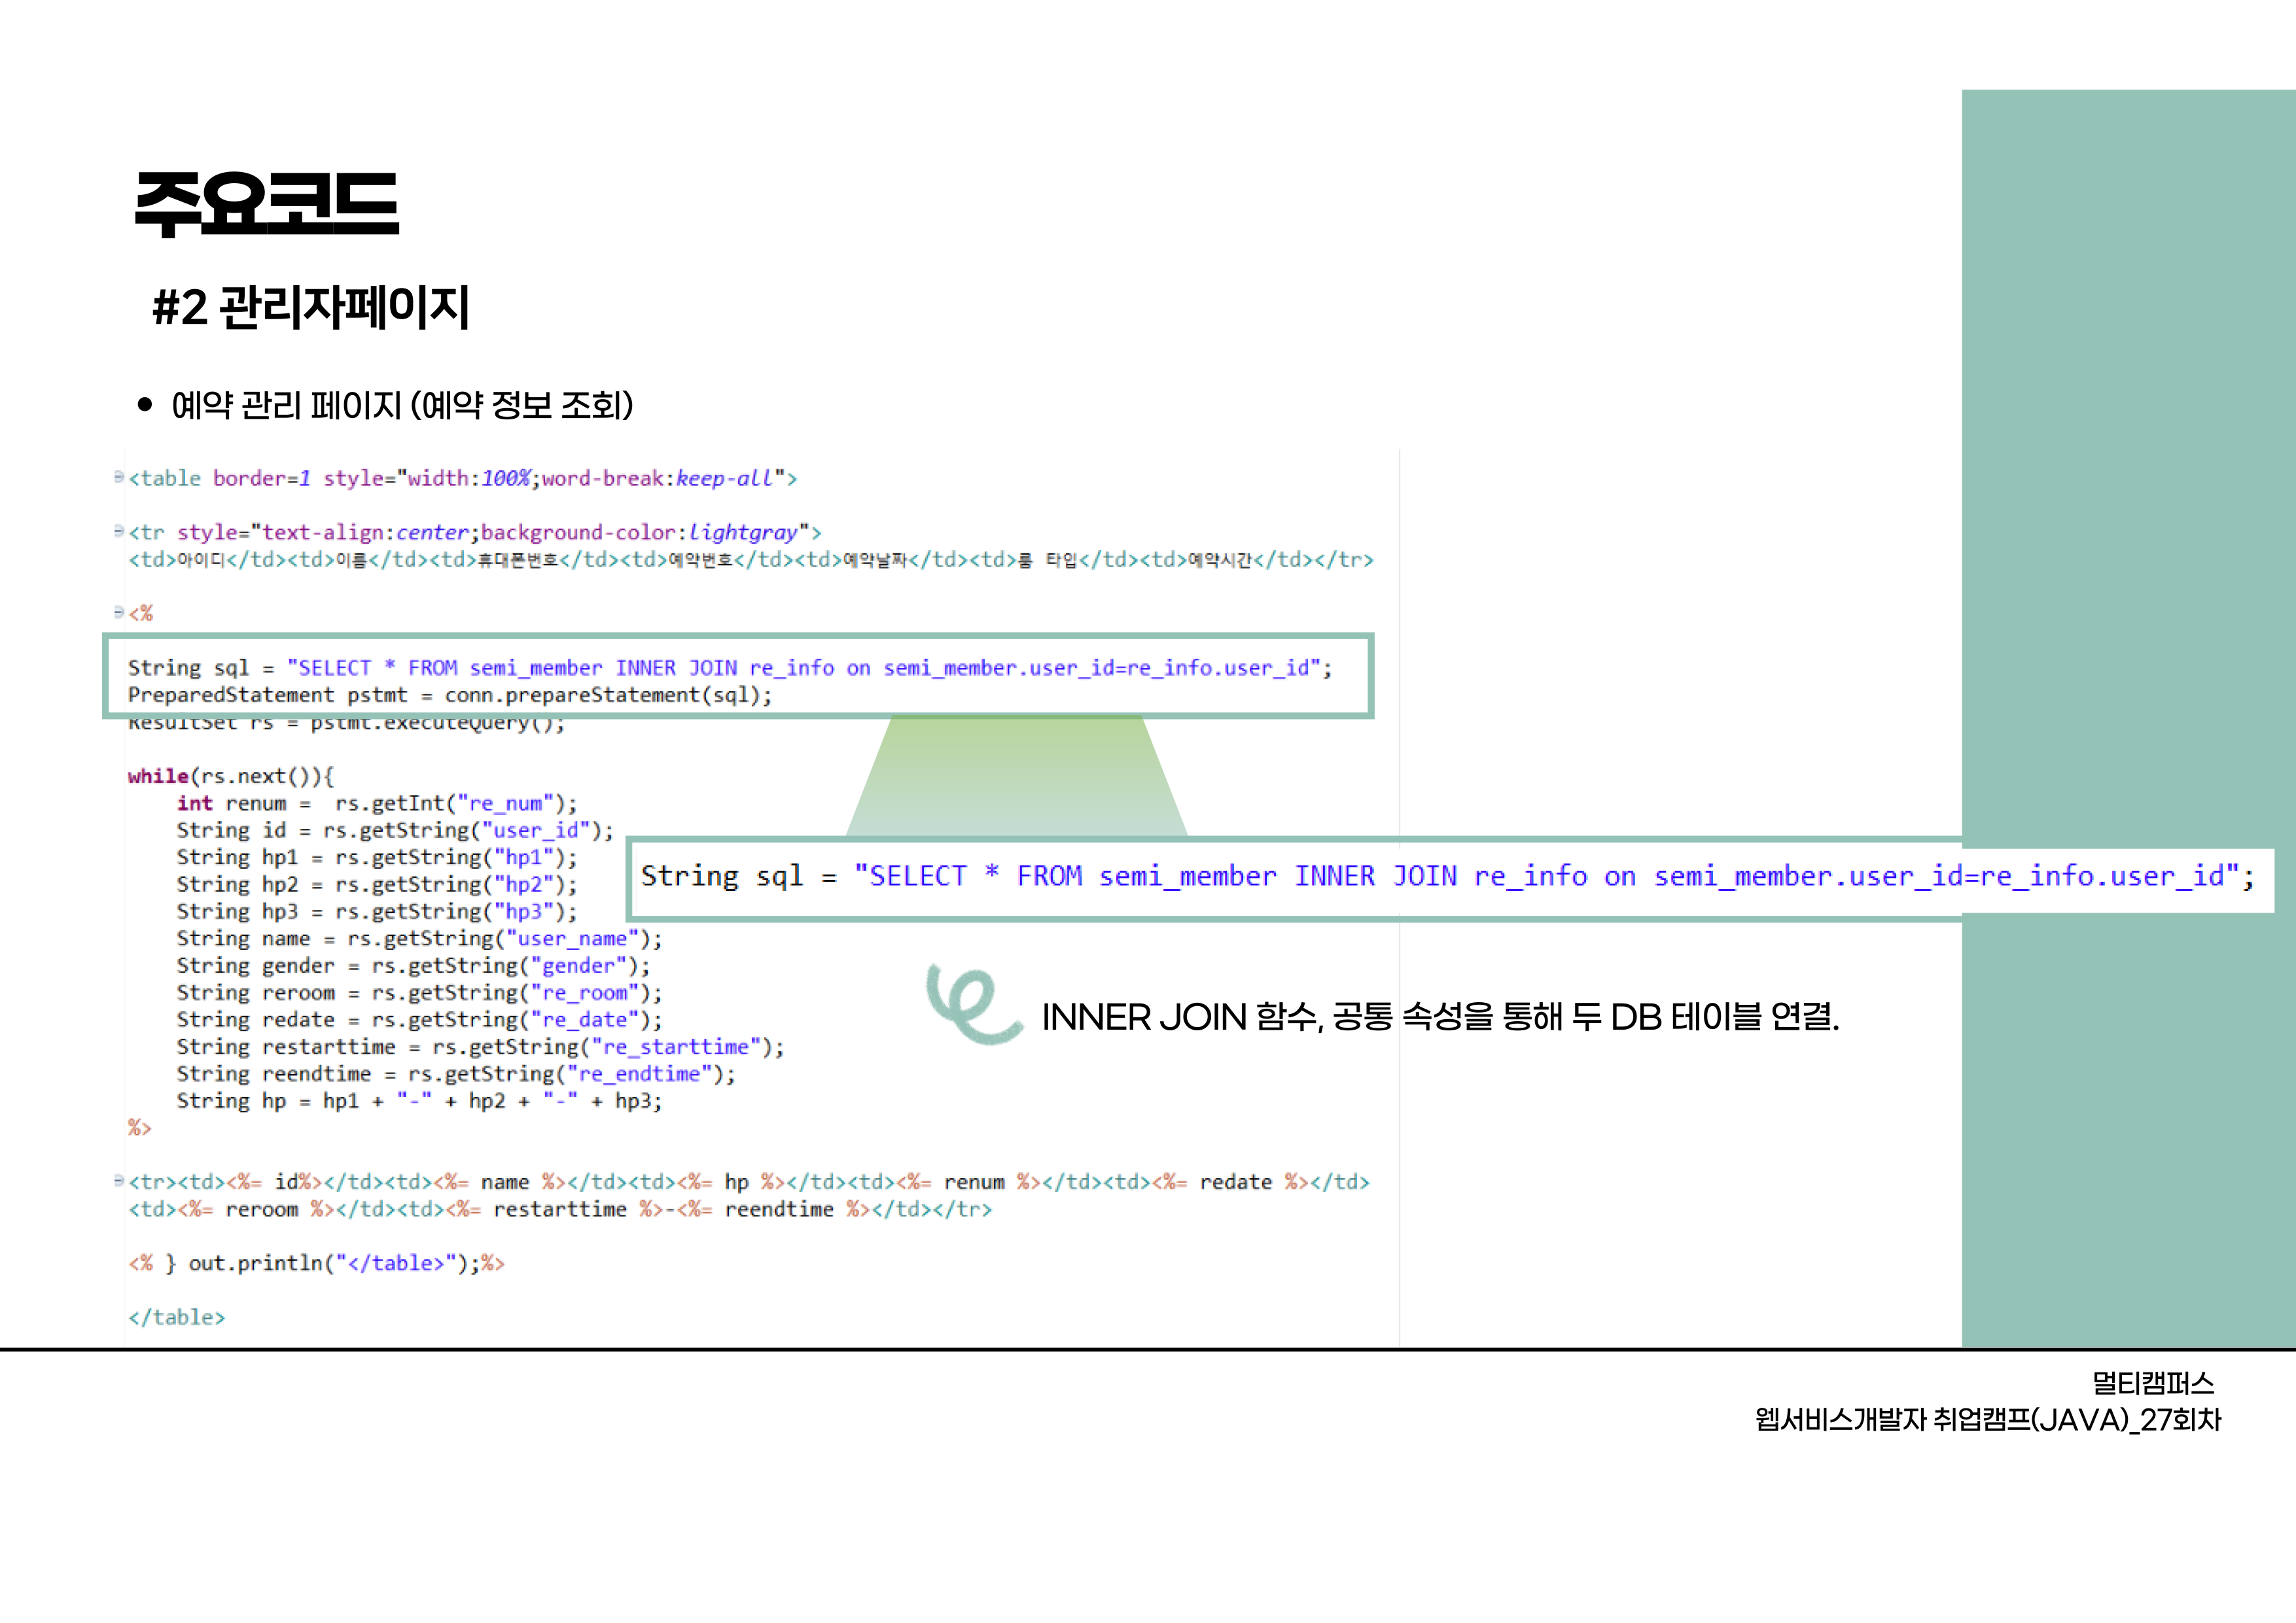 주요코드
#2 관리자페이지
• 예약 관리 페이지 (예약 정보 조회)
<table border=1 style="width:100%;word-break:keep-all">
<tr style="text-align:center;background-color:lightgray">
<td>아이디</td><td>이름</td><td>휴대폰번호</td><td>예약번호</td><td>예약날짜</td><td>룸 타입</td><td>예약시간</td></tr>
<%
String sql = "SELECT * FROM semi_member INNER JOIN re_info on semi_member.user_id=re_info.user_id";
PreparedStatement pstmt = conn.prepareStatement(sql);
ResultSet rs = pstmt.executeQuery();
while(rs.next()){
int renum =  rs.getInt("re_num");
String id = rs.getString("user_id");
String hp1 = rs.getString("hp1");
String hp2 = rs.getString("hp2");
String hp3 = rs.getString("hp3");
String name = rs.getString("user_name");
String gender = rs.getString("gender");
String reroom = rs.getString("re_room");
String redate = rs.getString("re_date");
String restarttime = rs.getString("re_starttime");
String reendtime = rs.getString("re_endtime");
String hp = hp1 + "-" + hp2 + "-" + hp3;
%>
<tr><td><%= id%></td><td><%= name %></td><td><%= hp %></td><td><%= renum %></td><td><%= redate %></td>
<td><%= reroom %></td><td><%= restarttime %>-<%= reendtime %></td></tr>
<% } out.println("</table>");%>
</table>
String sql = "SELECT * FROM semi_member INNER JOIN re_info on semi_member.user_id=re_info.user_id";
INNER JOIN 함수, 공통 속성을 통해 두 DB 테이블 연결.
멀티캠퍼스
웹서비스개발자 취업캠프(JAVA)_27회차